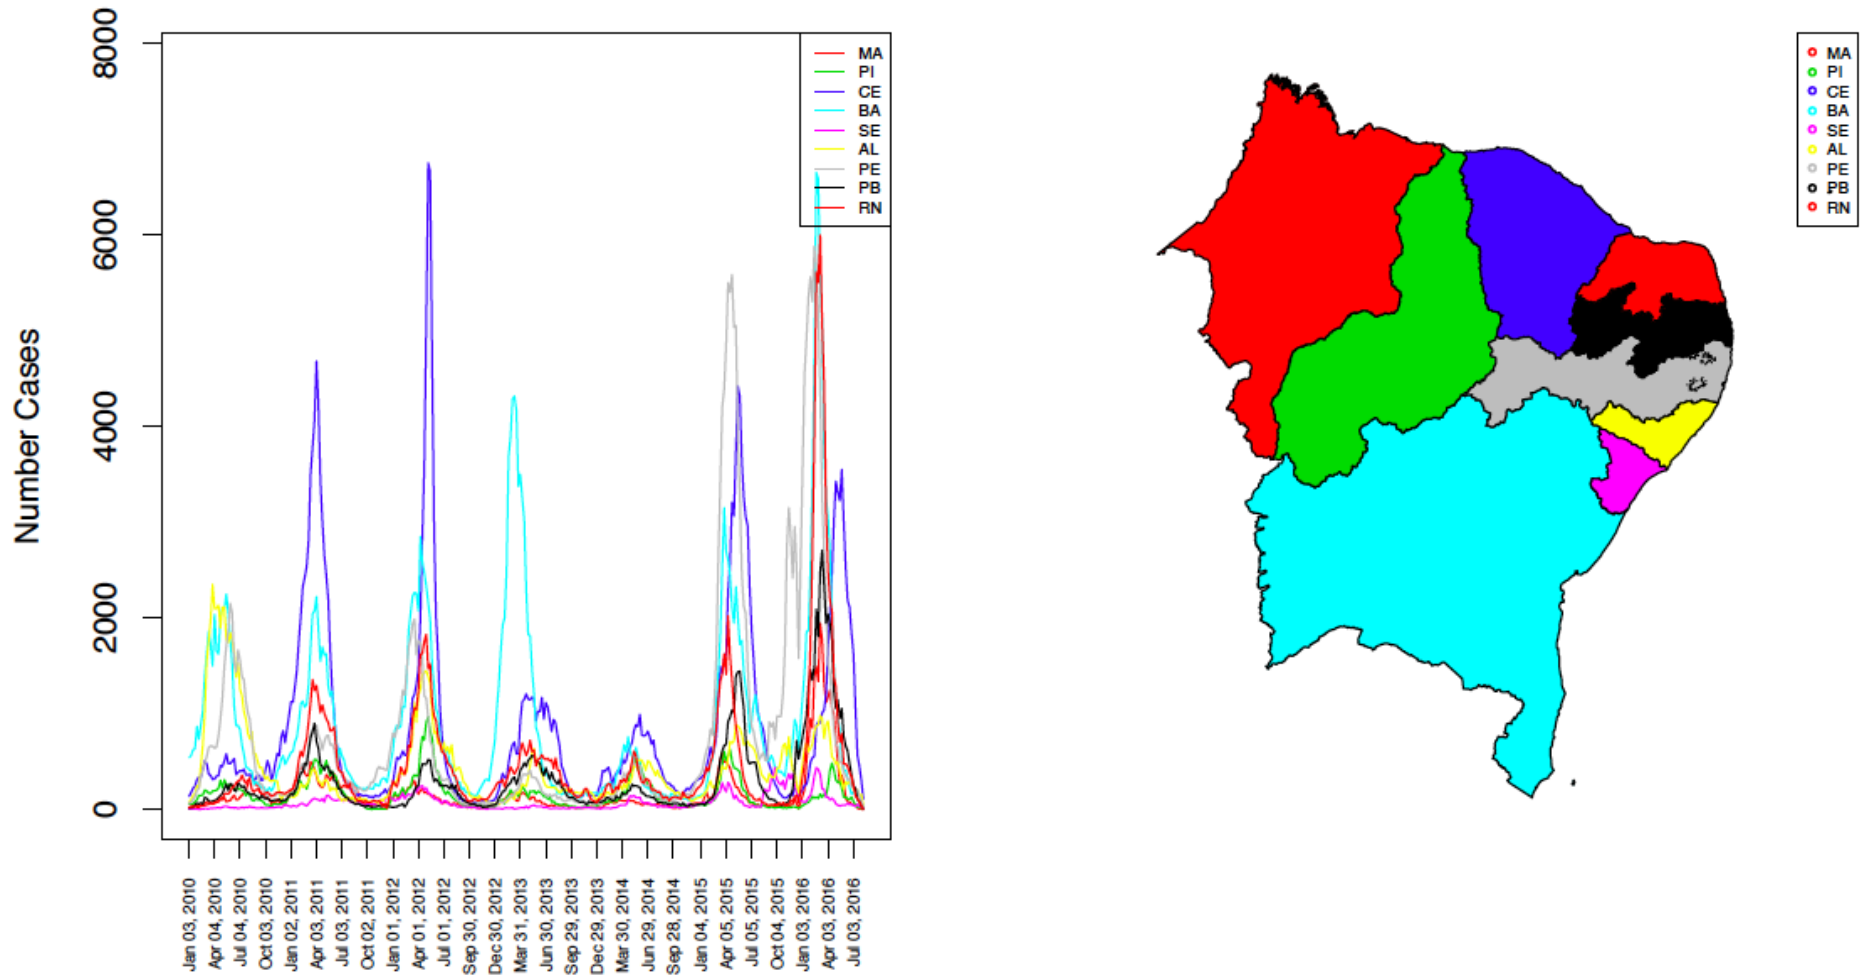 Number Cases
8000
6000
4000
2000
0
MA
PI
CE
BA
SE
AL
PE
PB
RN
Jan 03, 2010
Apr 04, 2010
Jul 04, 2010
Oct 03, 2010
Jan 02, 2011
Apr 03, 2011
Jul 03, 2011
Oct 02, 2011
Jan 01, 2012
Apr 01, 2012
Jul 01, 2012
Sep 30, 2012
Dec 30, 2012
Mar 31, 2013
Jun 30, 2013
Sep 29, 2013
Dec 29, 2013
Mar 30, 2014
Jun 29, 2014
Sep 28, 2014
Jan 04, 2015
Apr 05, 2015
Jul 05, 2015
Oct 04, 2015
Jan 03, 2016
Apr 03, 2016
Jul 03, 2016
MA
PI
CE
BA
SE
AL
PE
PB
RN